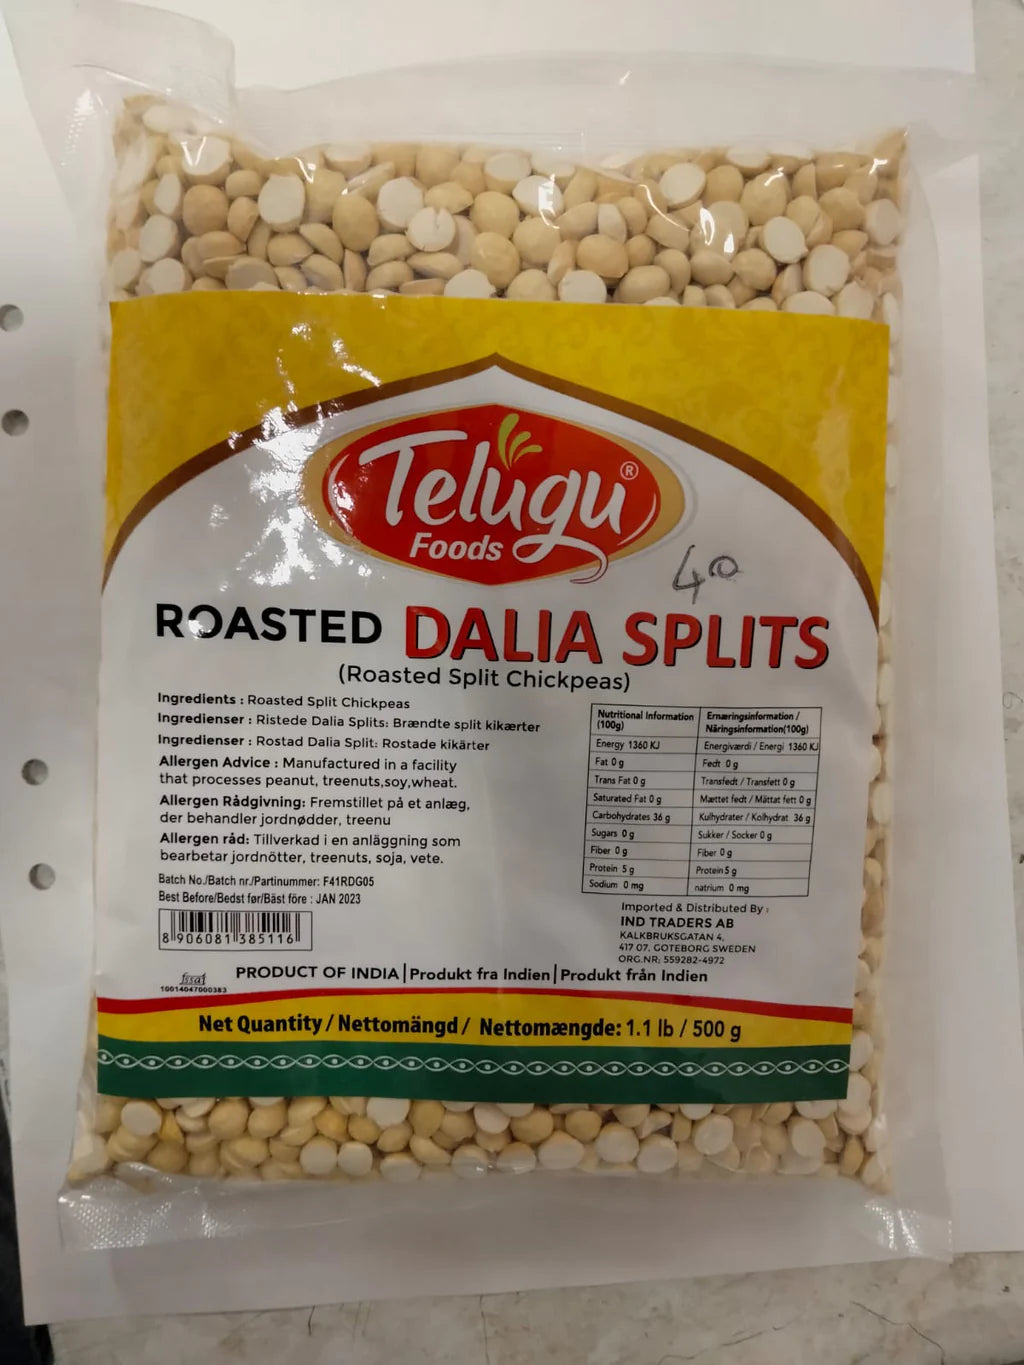 Telugu®
Foods
40
ROASTED DALIA SPLITS
(Roasted Split Chickpeas)
Ingredients : Roasted Split Chickpeas
Ingredienser : Ristede Dalia Splits: Brændte split kikærter
Ingredienser : Rostad Dalia Split: Rostade kikärter
Allergen Advice : Manufactured in a facility
that processes peanut, treenuts,soy,wheat.
Allergen Rådgivning: Fremstillet på et anlæg,
der behandler jordnødder, treenu
Allergen råd: Tillverkad i en anläggning som
bearbetar jordnötter, treenuts, soja, vete.
Batch No./Batch nr./Partinummer: F41RDG05
Best Before/Bedst før/Bäst före : JAN 2023
8 906081 385116
fssai
10014047000383
Nutritional Information (100g) Ernæringsinformation / Näringsinformation(100g)
Energy 1360 KJ Energiværdi / Energi 1360 KJ
Fat 0 g Fedt 0 g
Trans Fat 0 g Transfedt / Transfett 0 g
Saturated Fat 0 g Mættet fedt / Mättat fett 0 g
Carbohydrates 36 g Kulhydrater / Kolhydrat 36 g
Sugars 0 g Sukker / Socker 0 g
Fiber 0 g Fiber 0 g
Protein 5 g Protein 5 g
Sodium 0 mg natrium 0 mg
Imported & Distributed By :
IND TRADERS AB
KALKBRUKSGATAN 4,
417 07, GOTEBORG SWEDEN
ORG.NR; 559282-4972
PRODUCT OF INDIA | Produkt fra Indien | Produkt från Indien
Net Quantity / Nettomängd / Nettomængde: 1.1 lb / 500 g